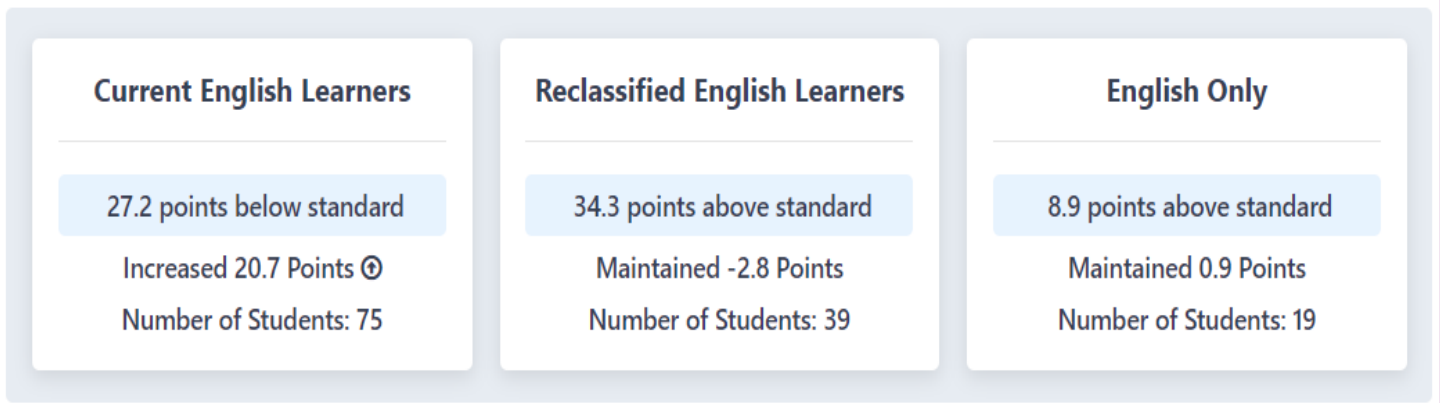 Current English Learners
27.2 points below standard
Increased 20.7 Points
Number of Students: 75
Reclassified English Learners
34.3 points above standard
Maintained -2.8 Points
Number of Students: 39
English Only
8.9 points above standard
Maintained 0.9 Points
Number of Students: 19